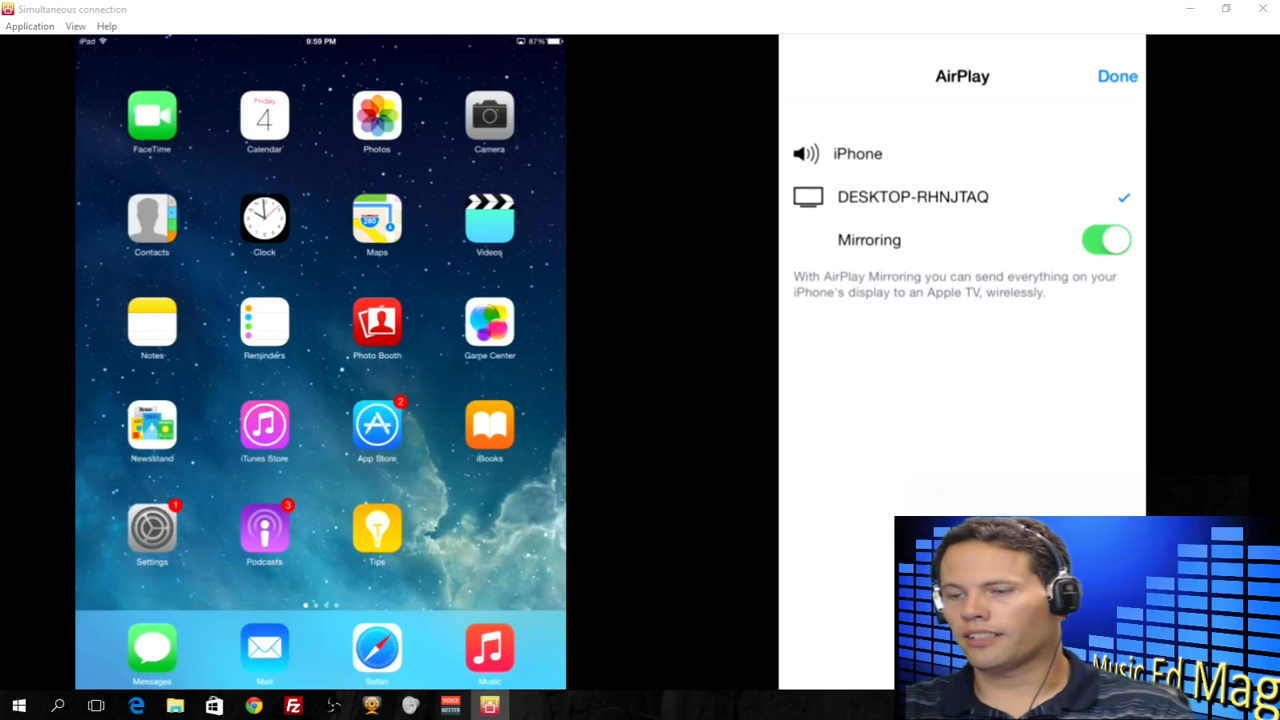 Simultaneous connection
Application View Help
iPad 9:59 PM 87%
FaceTime
Friday
4
Calendar
Photos
Camera
Contacts
Clock
280
Maps
Videos
Notes
Reminders
Photo Booth
Game Center
Newsstand
iTunes Store
2
App Store
iBooks
1
Settings
3
Podcasts
Tips
Messages
Mail
Safari
Music
AirPlay
Done
iPhone
DESKTOP-RHNJTAQ
Mirroring
With AirPlay Mirroring you can send everything on your
iPhone's display to an Apple TV, wirelessly.
Music Ed Mag
VOICE